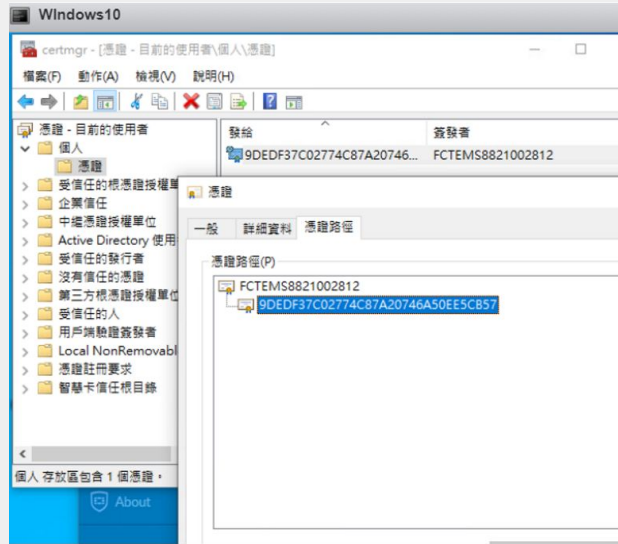 WIndows10
certmgr - [憑證 - 目前的使用者\個人\憑證]
檔案(F) 動作(A) 檢視(V) 說明(H)
憑證 - 目前的使用者
個人
憑證
受信任的根憑證授權單
企業信任
中繼憑證授權單位
Active Directory 使用
受信任的發行者
沒有信任的憑證
第三方根憑證授權單位
受信任的人
用戶端驗證簽發者
Local NonRemovabl
憑證註冊要求
智慧卡信任根目錄
個人 存放區包含 1 個憑證。
發給 簽發者
9DEDF37C02774C87A20746... FCTEMS8821002812
憑證
一般 詳細資料 憑證路徑
憑證路徑(P)
FCTEMS8821002812
9DEDF37C02774C87A20746A50EE5CB57
About